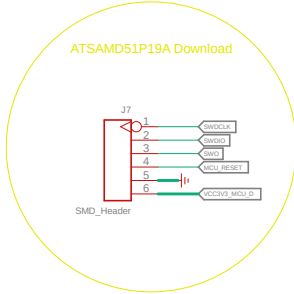 ATSAMD51P19A Download
J7
1
SWDCLK
2
SWDIO
3
SWO
4
MCU_RESET
5
6
VCC3V3_MCU_D
SMD_Header